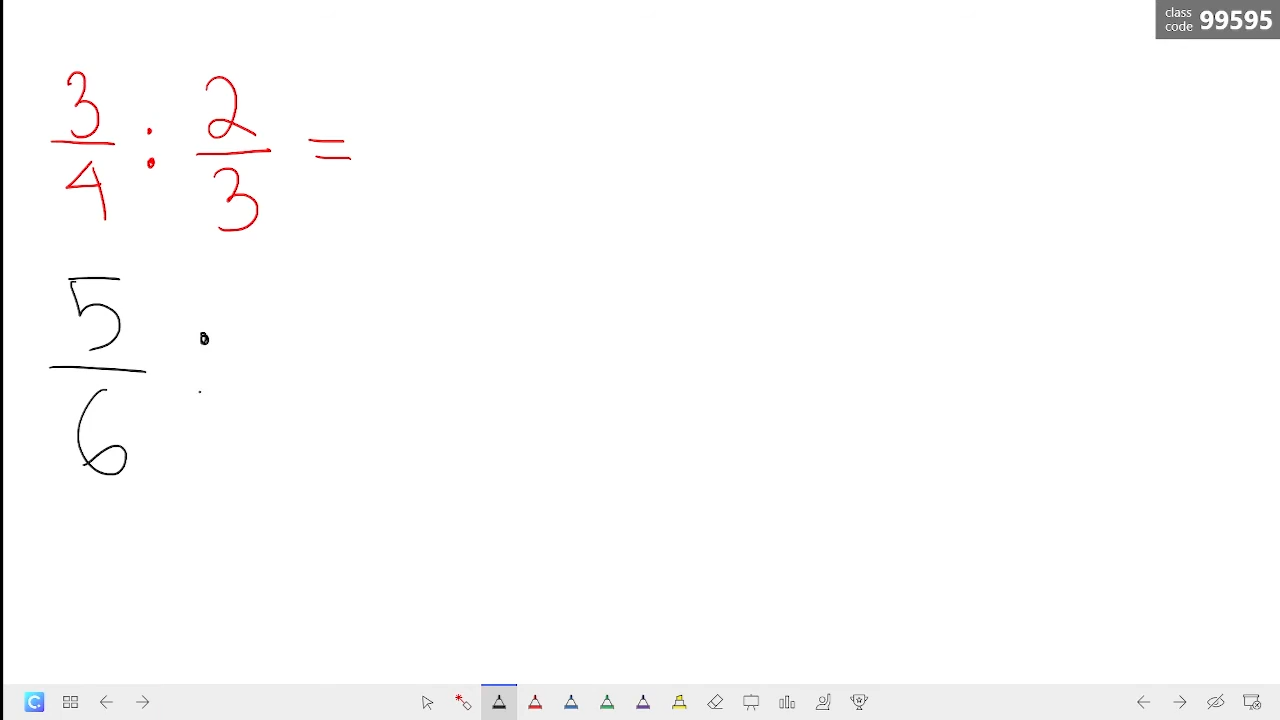 class code 99595
3/4 : 2/3 =
5/6 :